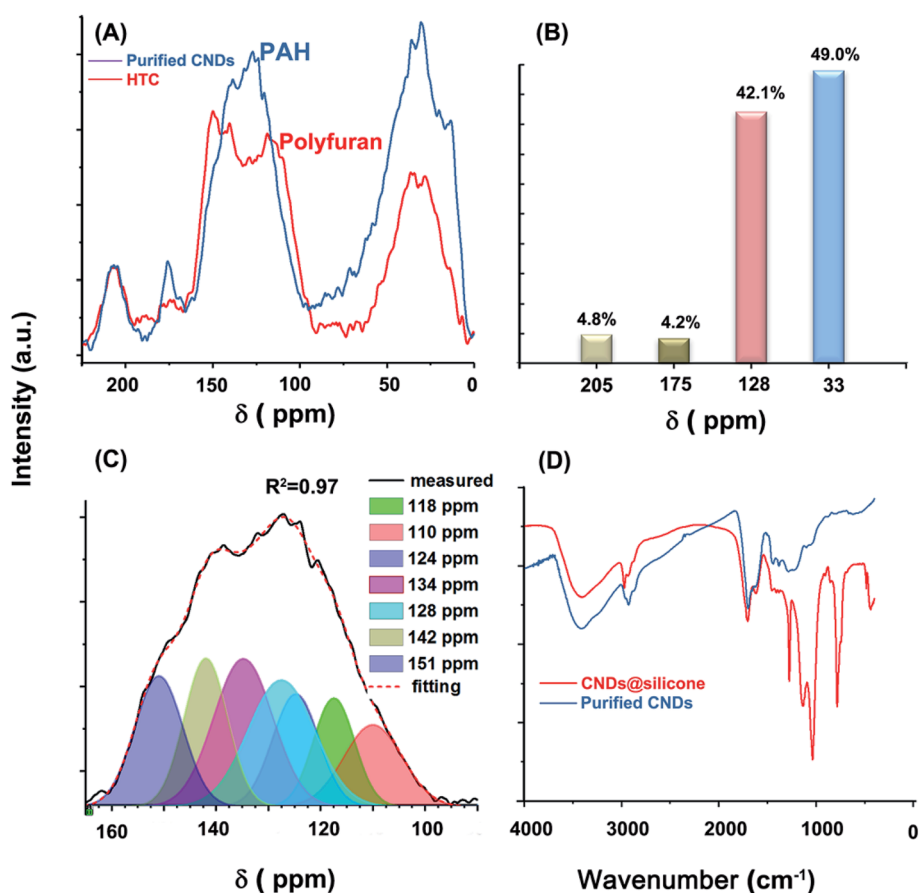 (A)
Purified CNDs
HTC
PAH
Polyfuran
200
150
100
50
0
δ ( ppm)
(B)
4.8%
4.2%
42.1%
49.0%
205
175
128
33
δ ( ppm)
Intensity (a.u.)
(C)
R²=0.97
measured
118 ppm
110 ppm
124 ppm
134 ppm
128 ppm
142 ppm
151 ppm
fitting
160
140
120
100
δ ( ppm)
(D)
CNDs@silicone
Purified CNDs
4000
3000
2000
1000
0
Wavenumber (cm⁻¹)